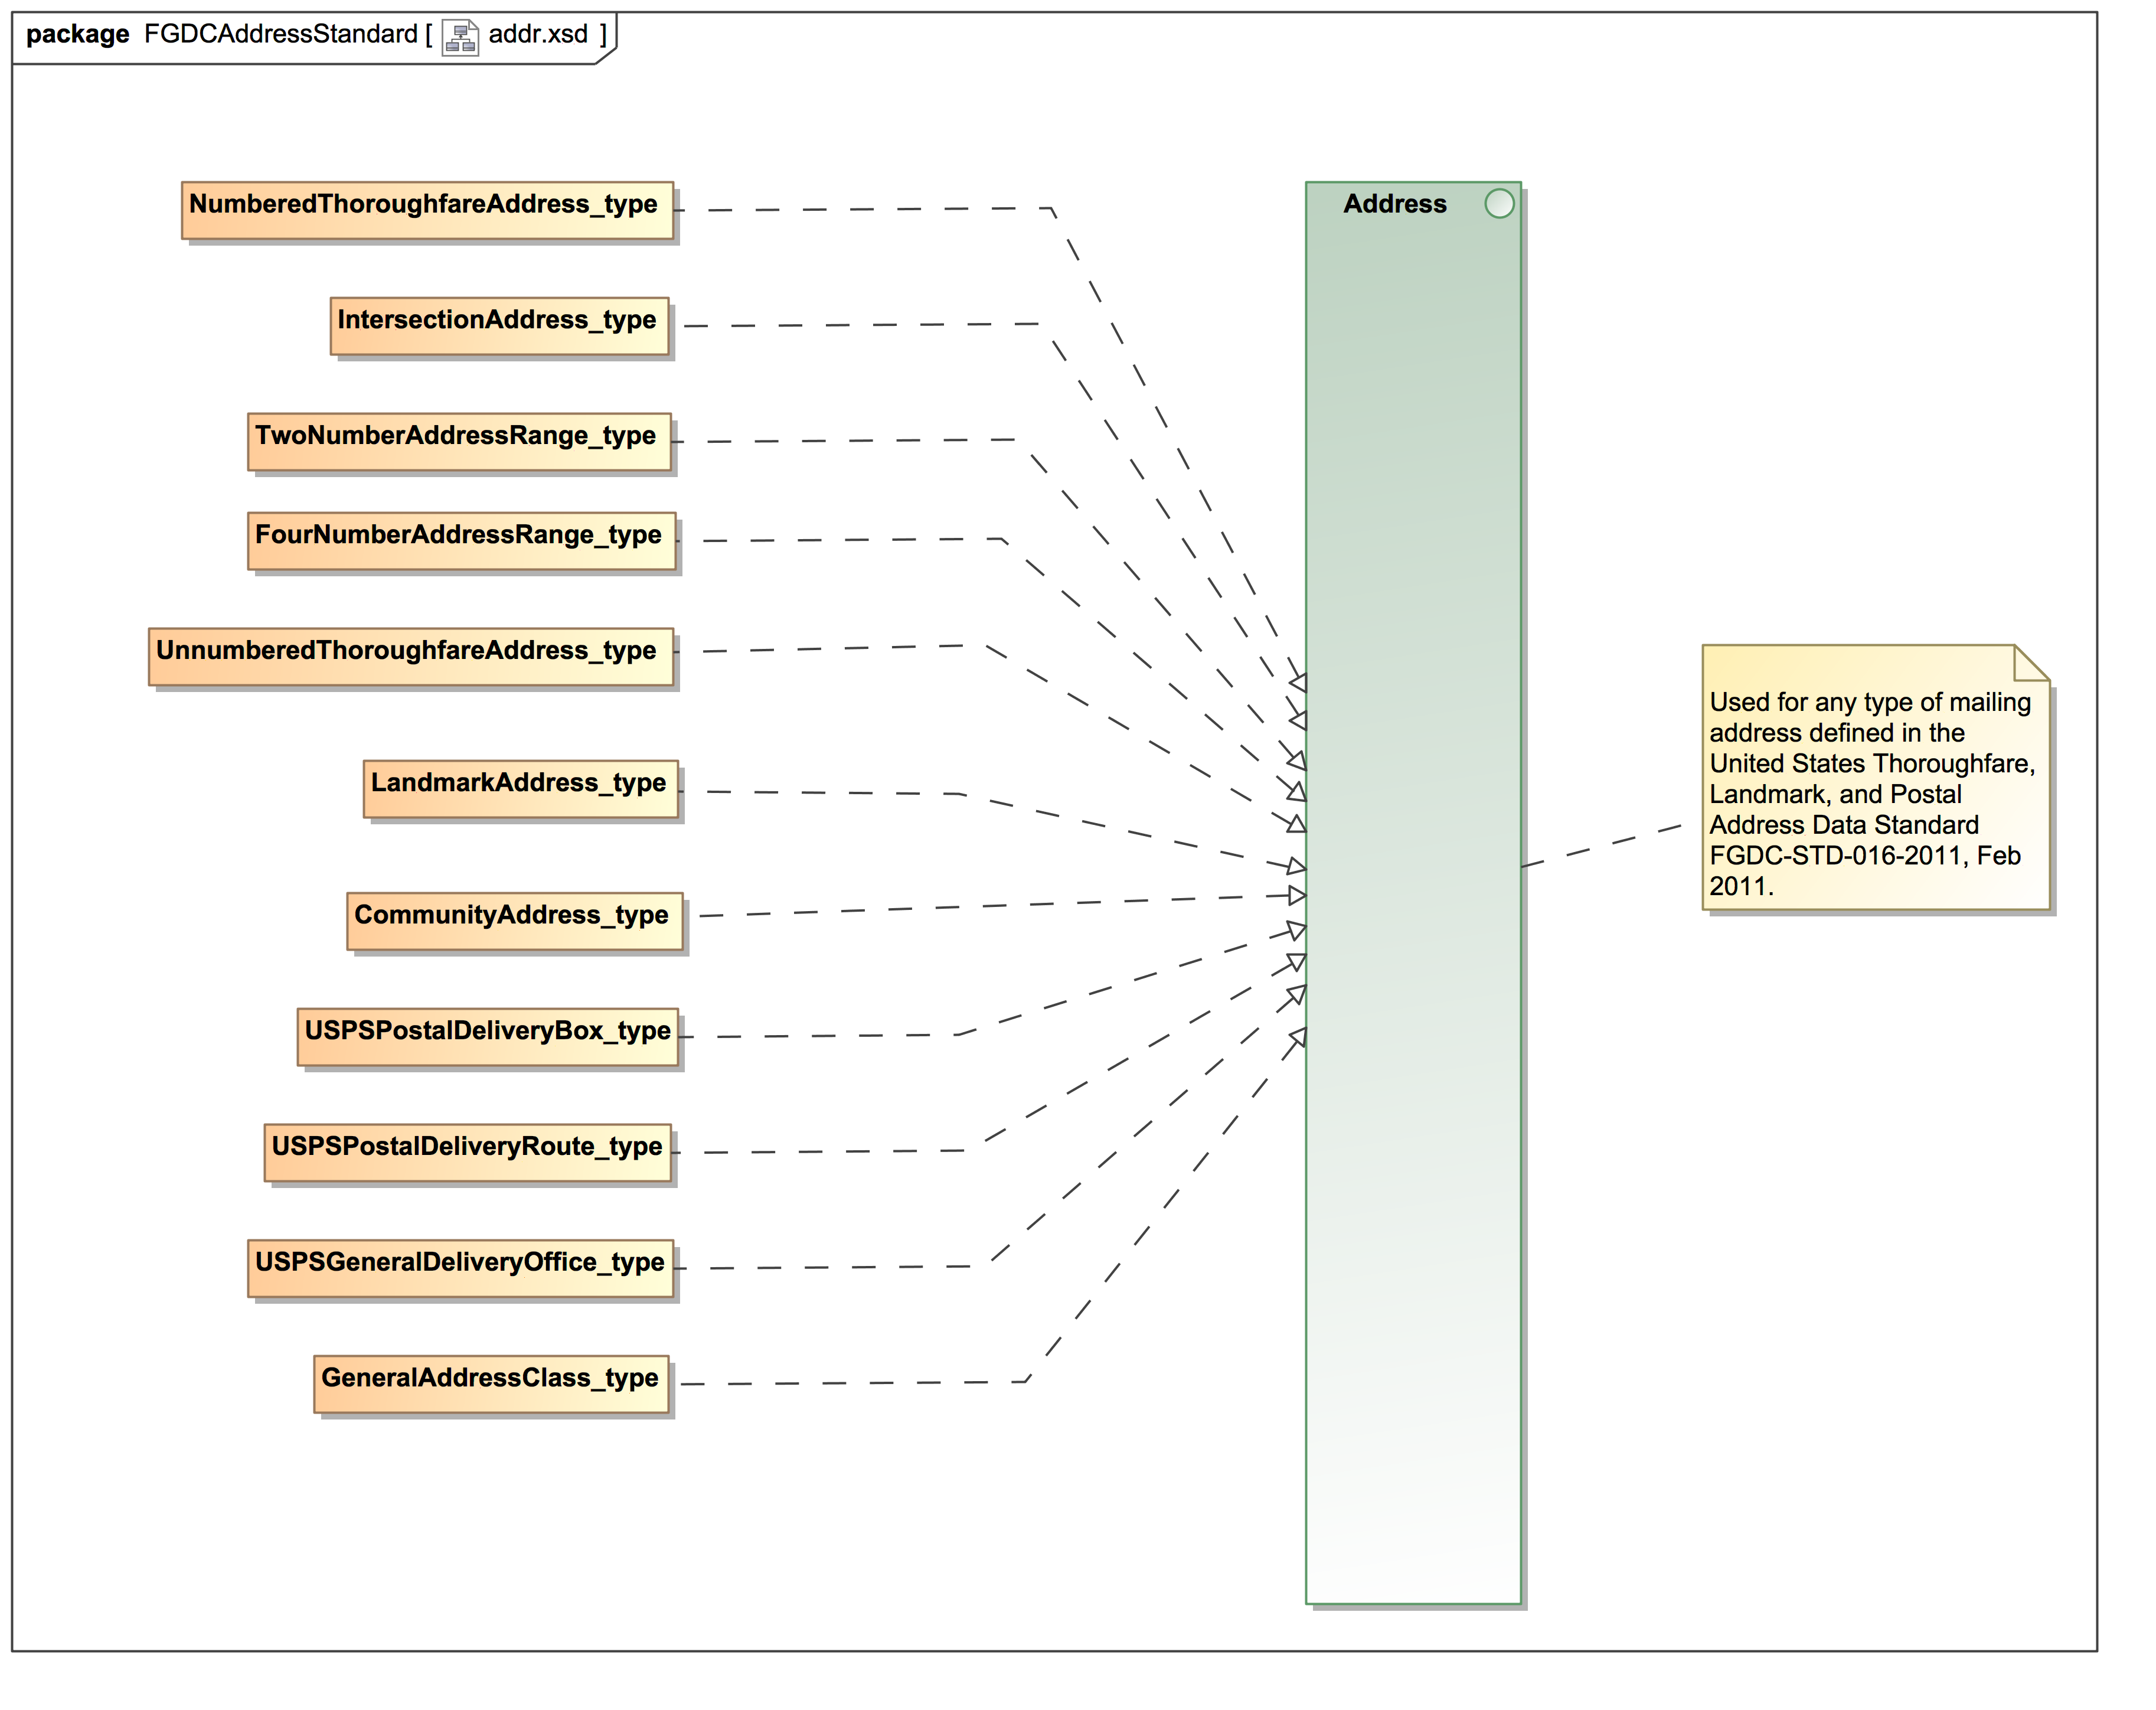 package FGDCAddressStandard [ addr.xsd ]
NumberedThoroughfareAddress_type
Address
IntersectionAddress_type
TwoNumberAddressRange_type
FourNumberAddressRange_type
UnnumberedThoroughfareAddress_type
LandmarkAddress_type
CommunityAddress_type
USPSPostalDeliveryBox_type
USPSPostalDeliveryRoute_type
USPSGeneralDeliveryOffice_type
GeneralAddressClass_type
Used for any type of mailing
address defined in the
United States Thoroughfare,
Landmark, and Postal
Address Data Standard
FGDC-STD-016-2011, Feb
2011.